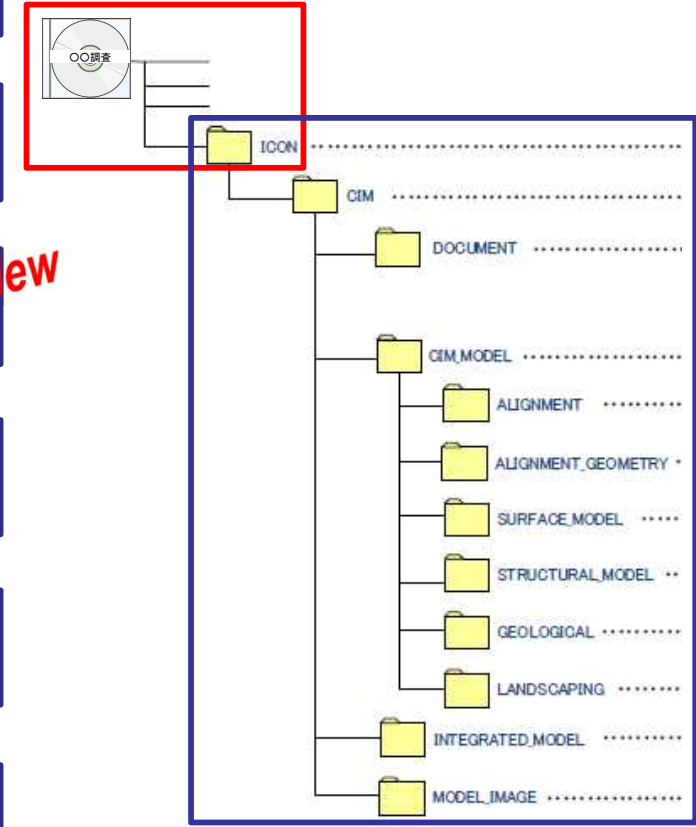 〇〇調査
ICON
CIM
ew
DOCUMENT
CIM_MODEL
ALIGNMENT
ALIGNMENT_GEOMETRY
SURFACE_MODEL
STRUCTURAL_MODEL
GEOLOGICAL
LANDSCAPING
INTEGRATED_MODEL
MODEL_IMAGE